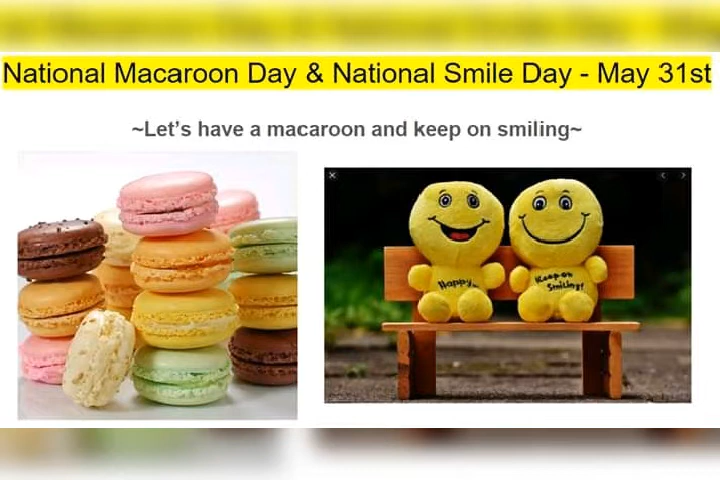 National Macaroon Day & National Smile Day - May 31st
~Let's have a macaroon and keep on smiling~
Happy
Keep on
Smiling!